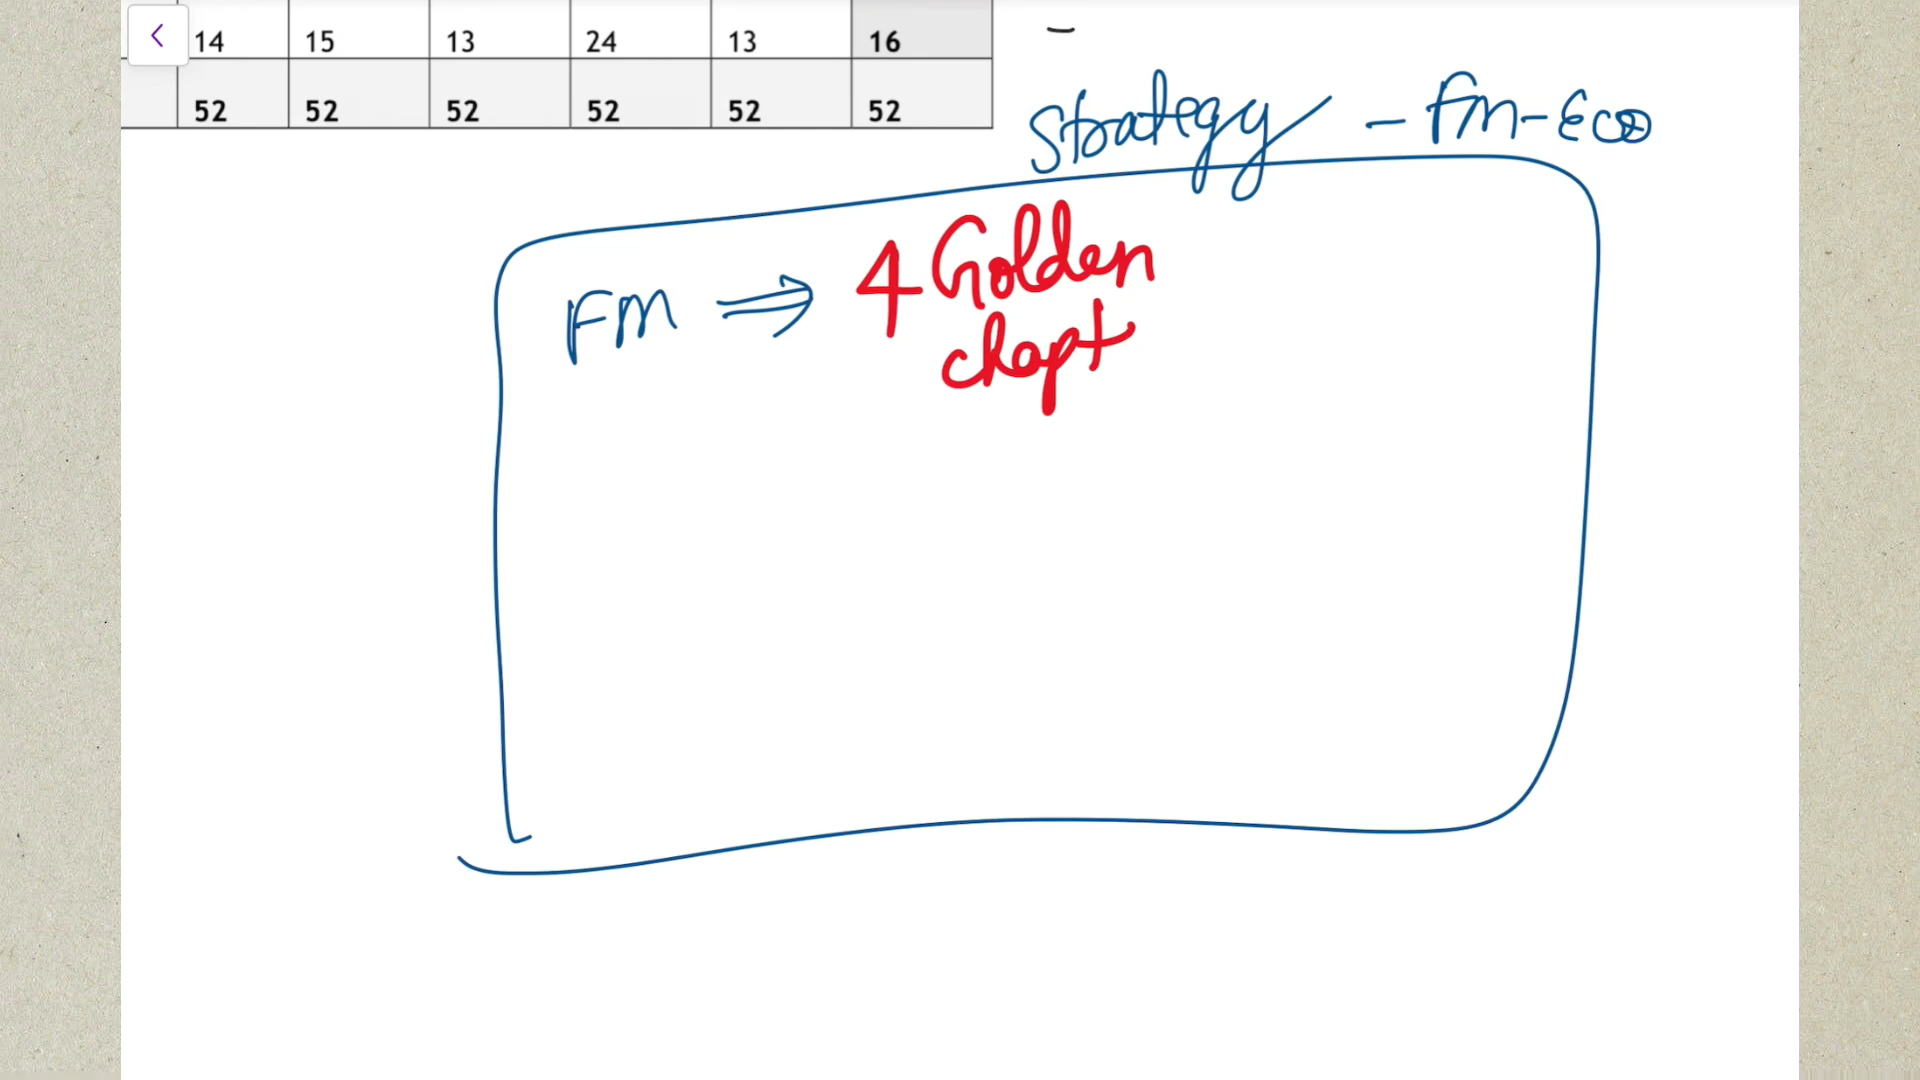 14 15 13 24 13 16
52 52 52 52 52 52
Strategy - FM-Eco
FM ⇒ 4 Golden
chapt